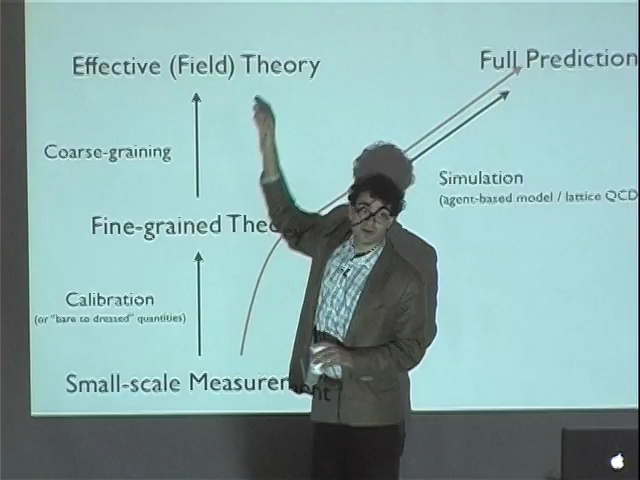 Effective (Field) Theory
Full Prediction
Coarse-graining
Simulation
(agent-based model / lattice QCD
Fine-grained Theo
Calibration
(or "bare to dressed" quantities)
Small-scale Measurement